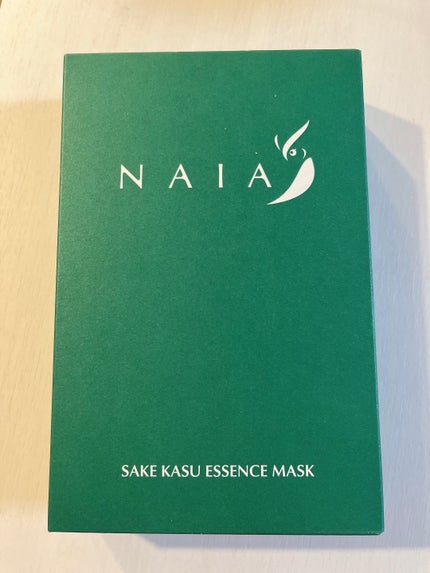 NAIA
SAKE KASU ESSENCE MASK